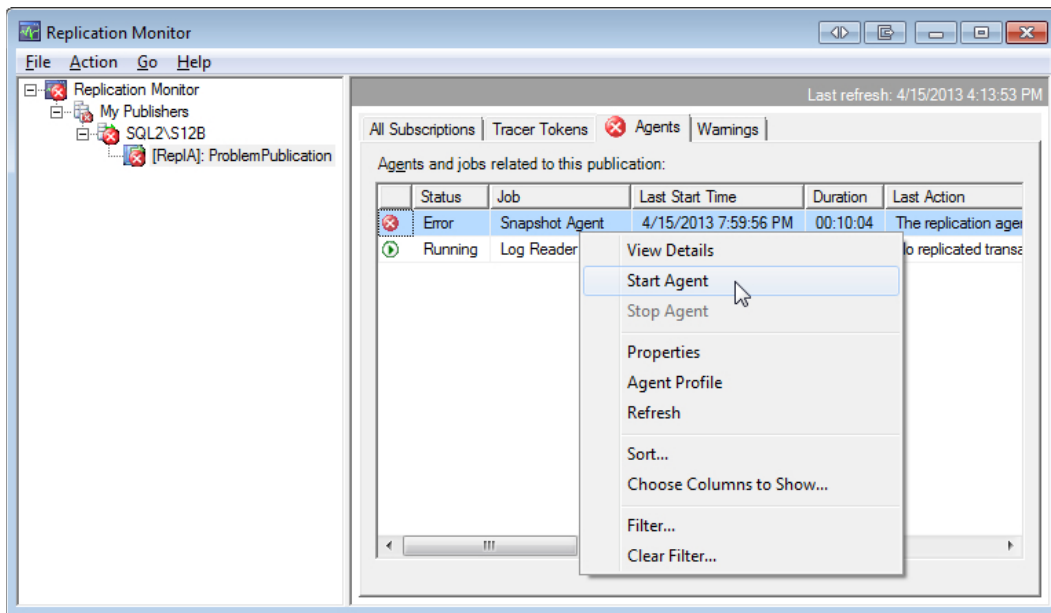 Replication Monitor
File Action Go Help
Replication Monitor
My Publishers
SQL2\S12B
[ReplA]: ProblemPublication
Last refresh: 4/15/2013 4:13:53 PM
All Subscriptions Tracer Tokens Agents Warnings
Agents and jobs related to this publication:
Status Job Last Start Time Duration Last Action
Error Snapshot Agent 4/15/2013 7:59:56 PM 00:10:04 The replication
Running Log Reader replicated
View Details
Start Agent
Stop Agent
Properties
Agent Profile
Refresh
Sort...
Choose Columns to Show...
Filter...
Clear Filter...